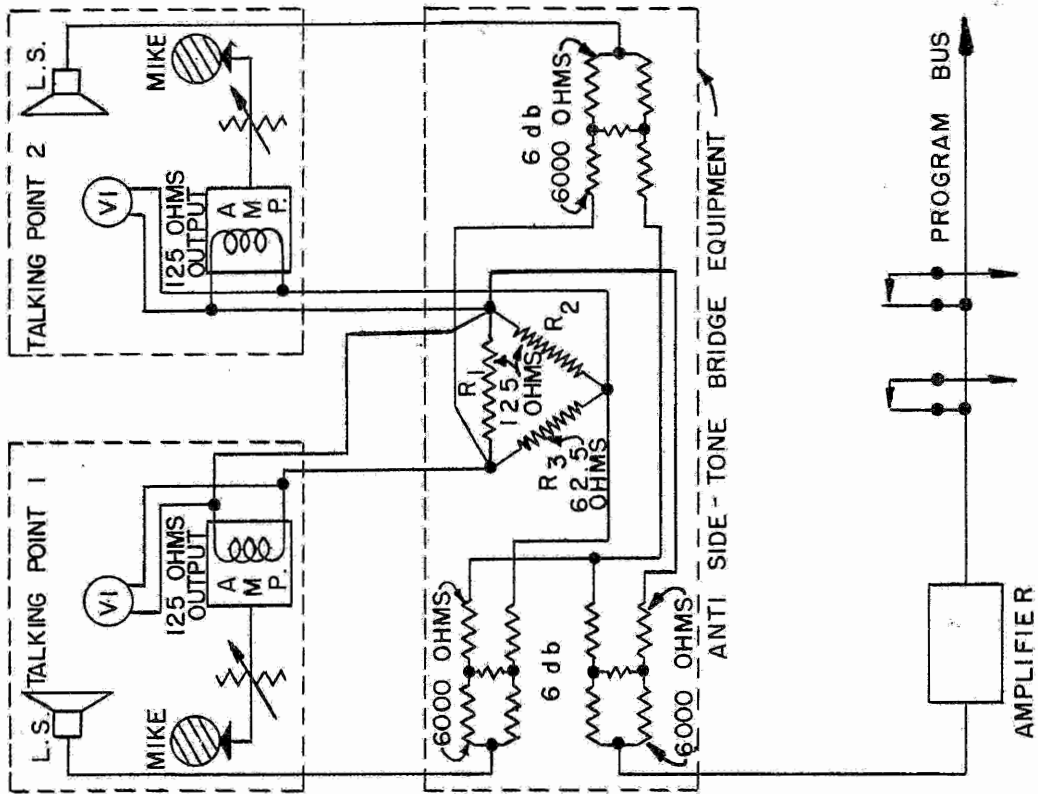 TALKING POINT 1
L.S.
MIKE
V1
125 OHMS
OUTPUT
A
M
P.
TALKING POINT 2
L.S.
MIKE
V1
125 OHMS
OUTPUT
A
M
P.
6000 OHMS
6 db
6000 OHMS
R1
125
OHMS
R2
R3
62.5
OHMS
6 db
6000 OHMS
ANTI SIDE-TONE BRIDGE EQUIPMENT
AMPLIFIER
PROGRAM BUS